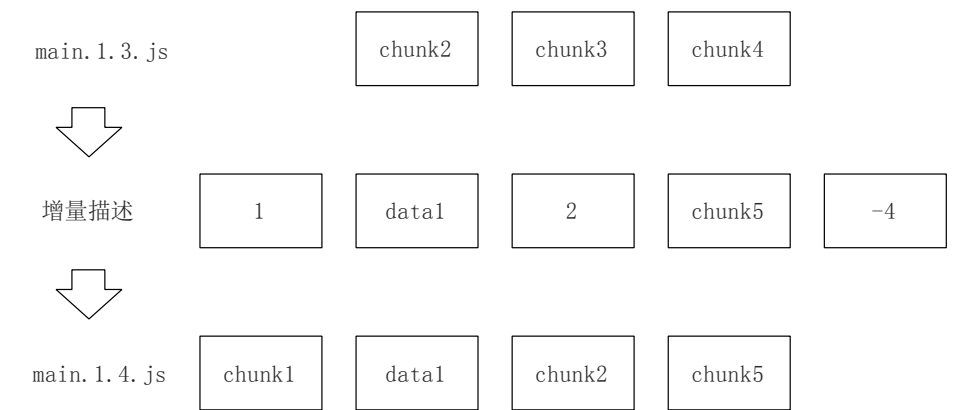 main.1.3.js chunk2 chunk3 chunk4
增量描述 1 data1 2 chunk5 -4
main.1.4.js chunk1 data1 chunk2 chunk5